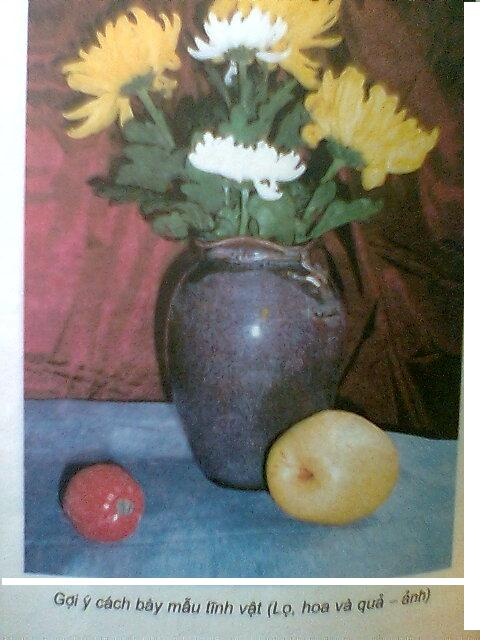 Gợi ý cách bày mẫu tĩnh vật (Lọ, hoa và quả - ảnh)